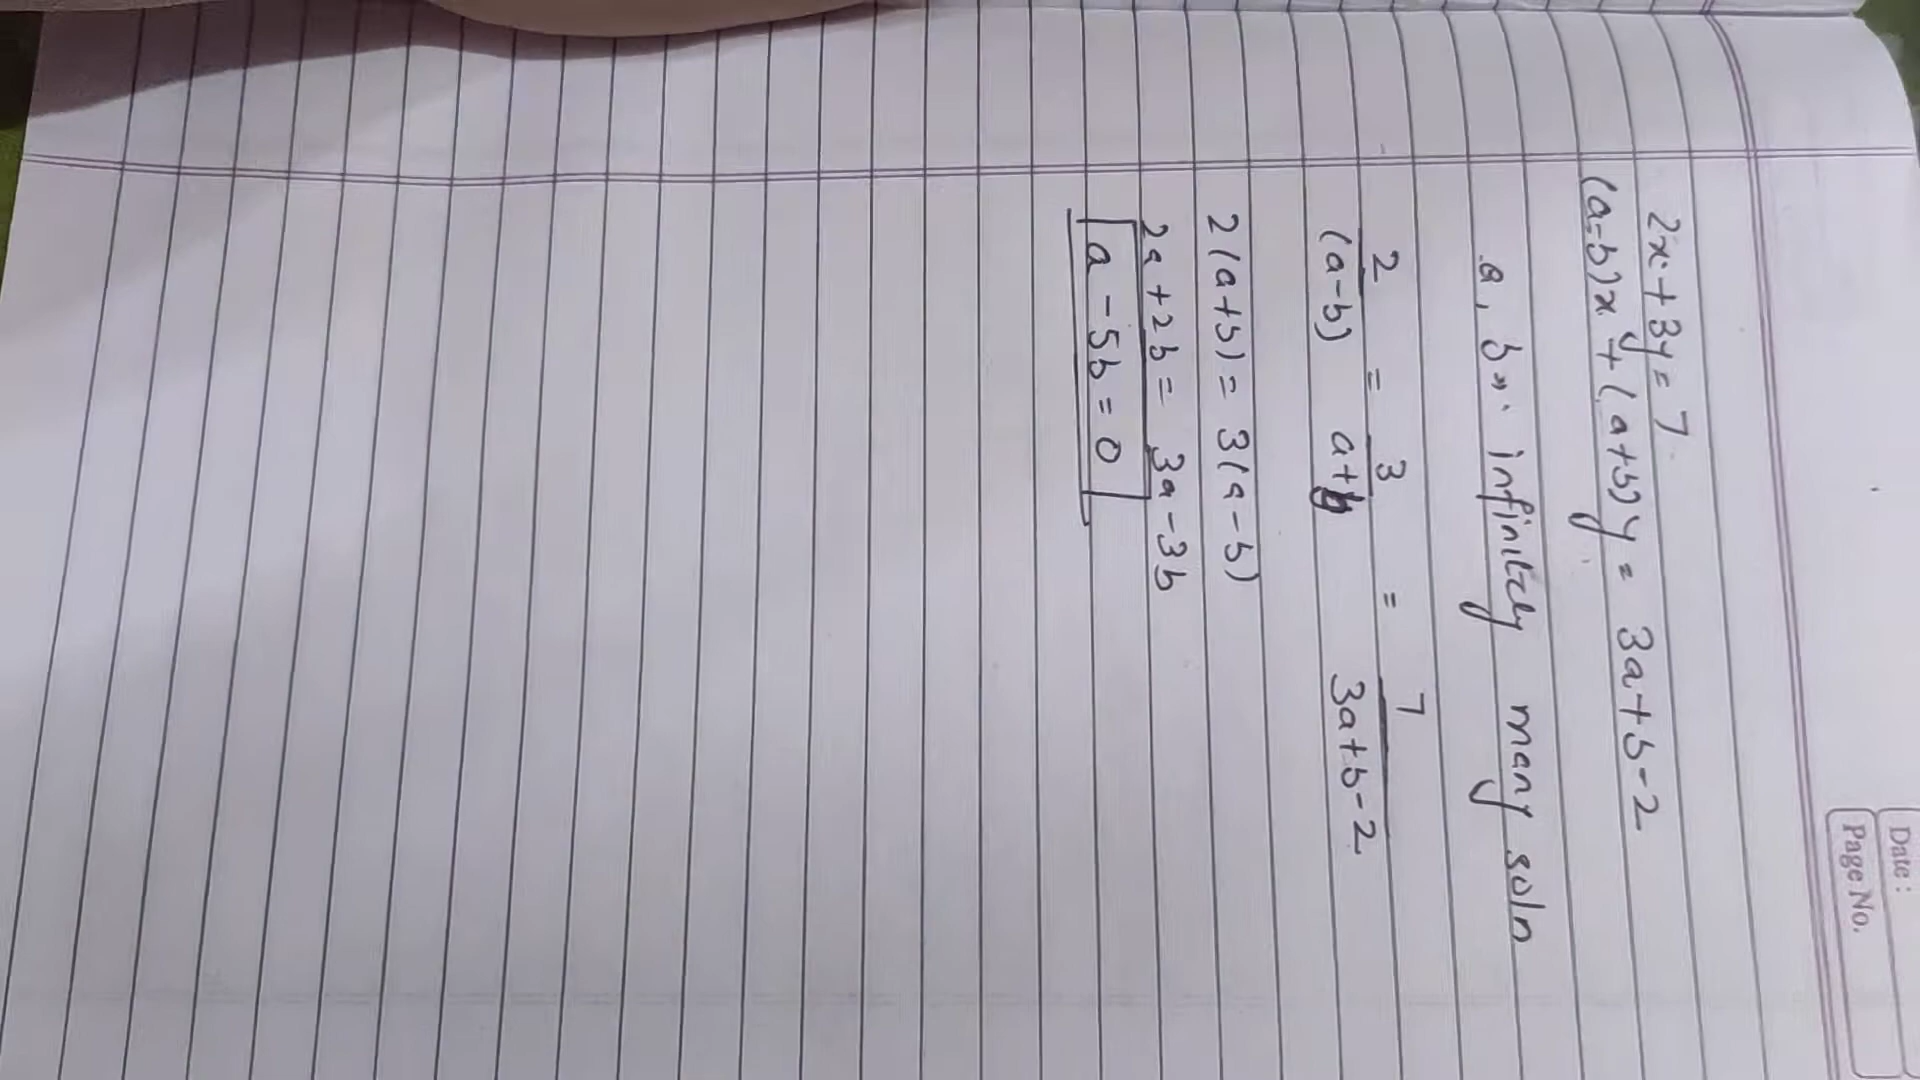 Date :
Page No.
2x + 3y = 7
(a-b)x + (a+b)y = 3a+b-2
a, b infinitely many soln
2 = 3 = 7
(a-b) a+b 3a+b-2
2(a+b) = 3(a-b)
2a+2b = 3a-3b
a - 5b = 0